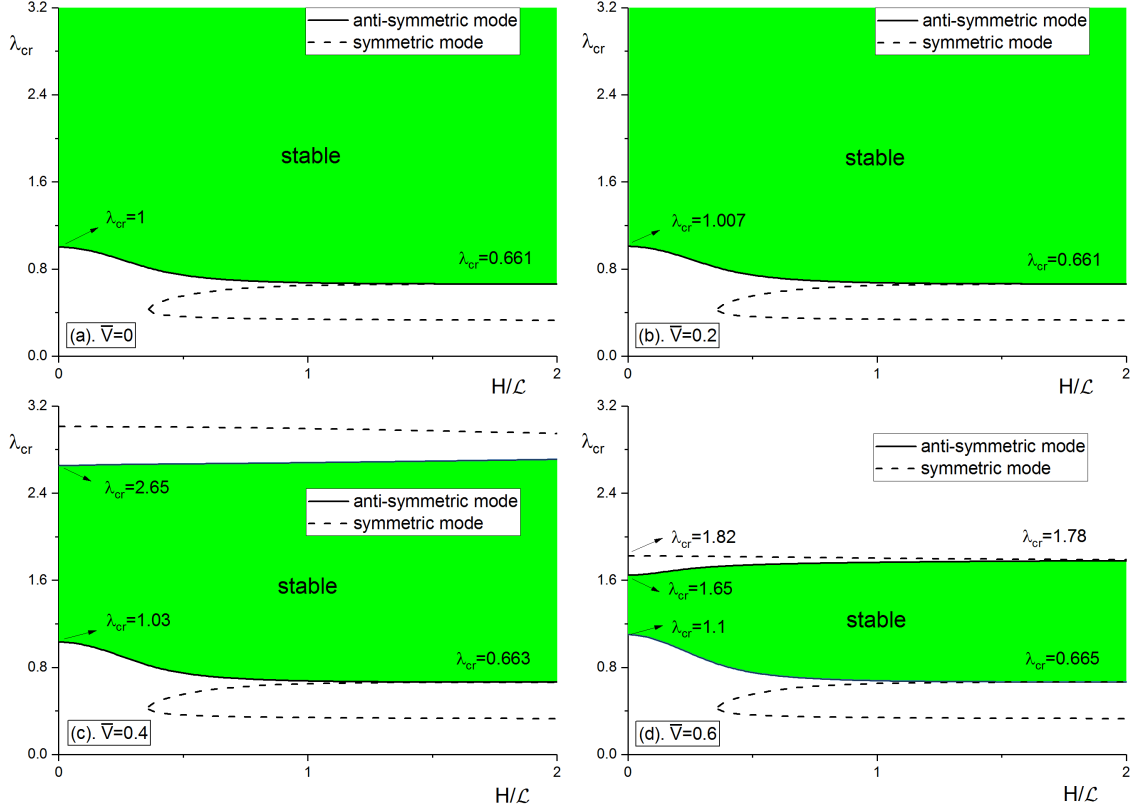 3.2
λcr
2.4
1.6
0.8
0.0
anti-symmetric mode
symmetric mode
stable
λcr=1
λcr=0.661
(a). V̅=0
0
1
2
H/ℒ
3.2
λcr
2.4
1.6
0.8
0.0
anti-symmetric mode
symmetric mode
stable
λcr=1.007
λcr=0.661
(b). V̅=0.2
0
1
2
H/ℒ
3.2
λcr
2.4
1.6
0.8
0.0
λcr=2.65
anti-symmetric mode
symmetric mode
stable
λcr=1.03
λcr=0.663
(c). V̅=0.4
0
1
2
H/ℒ
3.2
λcr
2.4
1.6
0.8
0.0
anti-symmetric mode
symmetric mode
λcr=1.82
λcr=1.78
λcr=1.65
stable
λcr=1.1
λcr=0.665
(d). V̅=0.6
0
1
2
H/ℒ